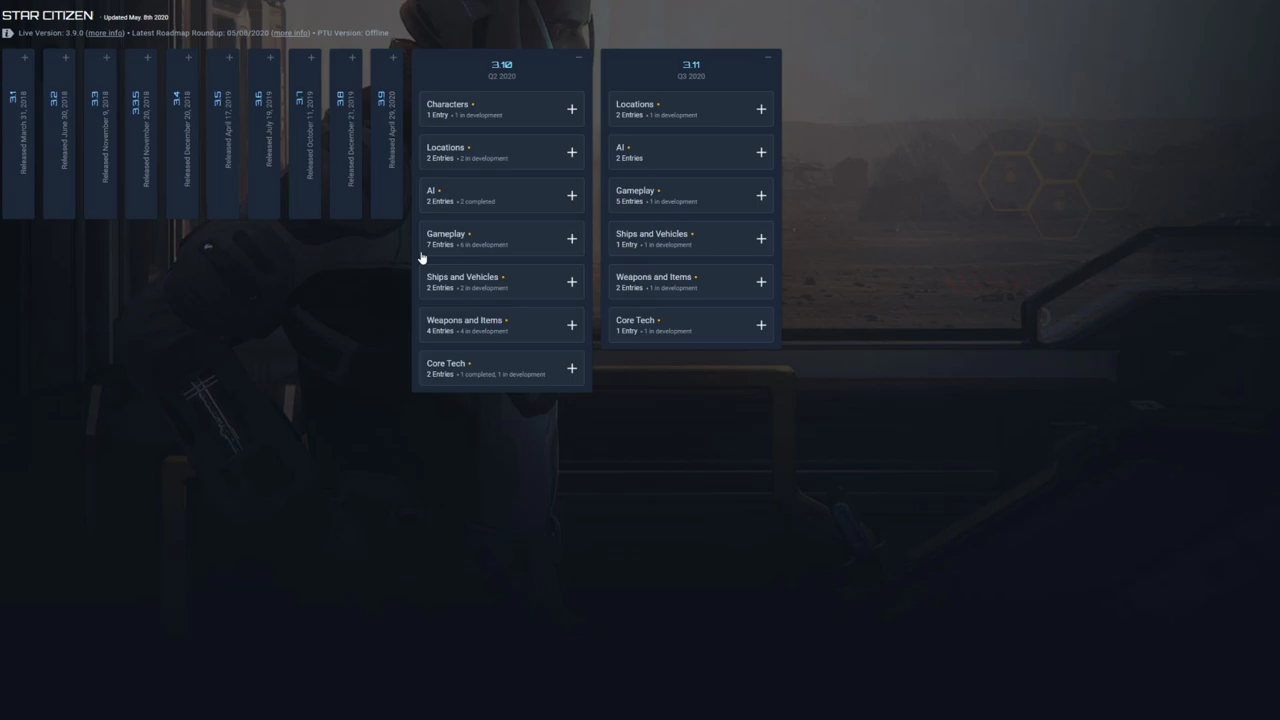 STAR CITIZEN · Updated May. 8th 2020
Live Version: 3.9.0 (more info) • Latest Roadmap Roundup: 05/08/2020 (more info) • PTU Version: Offline
3.1 Released March 31, 2018
3.2 Released June 30, 2018
3.3 Released November 9, 2018
3.3.5 Released November 20, 2018
3.4 Released December 20, 2018
3.5 Released April 17, 2019
3.6 Released July 19, 2019
3.7 Released October 11, 2019
3.8 Released December 21, 2019
3.9 Released April 29, 2020
3.10
Q2 2020
Characters •
1 Entry • 1 in development
Locations •
2 Entries • 2 in development
AI •
2 Entries • 2 completed
Gameplay •
7 Entries • 6 in development
Ships and Vehicles •
2 Entries • 2 in development
Weapons and Items •
4 Entries • 4 in development
Core Tech •
2 Entries • 1 completed, 1 in development
3.11
Q3 2020
Locations •
2 Entries • 1 in development
AI •
2 Entries
Gameplay •
5 Entries • 1 in development
Ships and Vehicles •
1 Entry • 1 in development
Weapons and Items •
2 Entries • 1 in development
Core Tech •
1 Entry • 1 in development